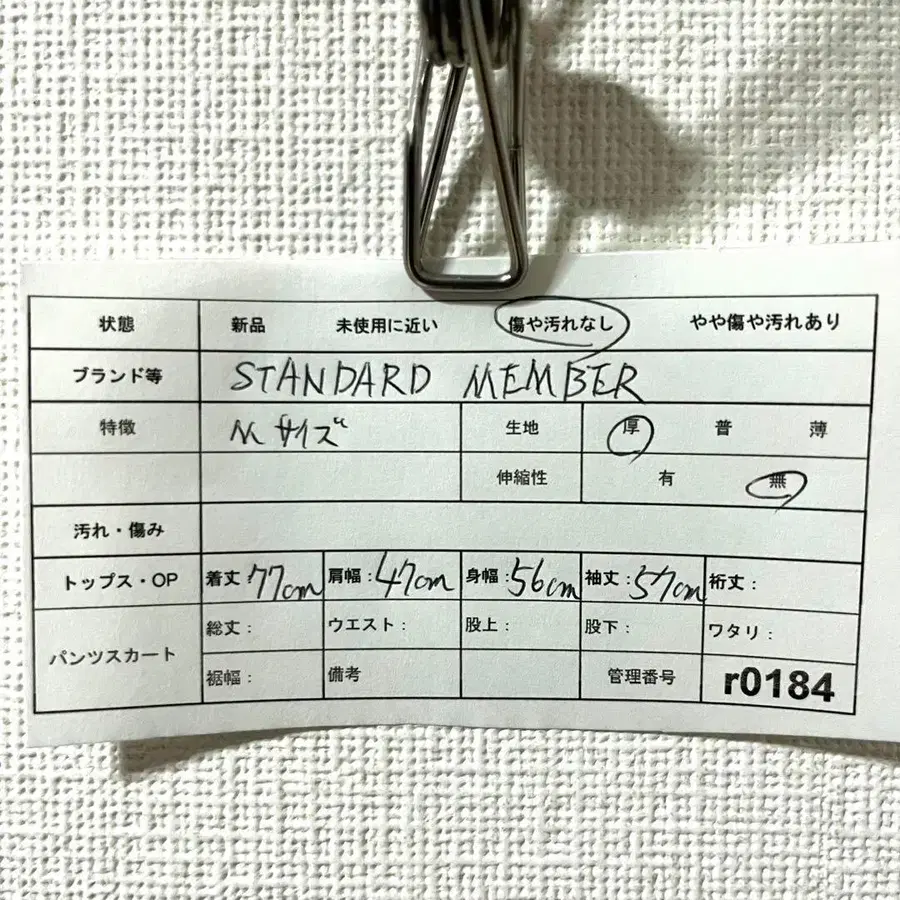 状態 新品 未使用に近い 傷や汚れなし やや傷や汚れあり
ブランド等 STANDARD MEMBER
特徴 Mサイズ 生地 厚 普 薄
伸縮性 有 無
汚れ・傷み
トップス・OP 着丈:77cm 肩幅:47cm 身幅:56cm 袖丈:57cm 裄丈:
パンツスカート 総丈: ウエスト: 股上: 股下: ワタリ:
裾幅: 備考 管理番号 r0184